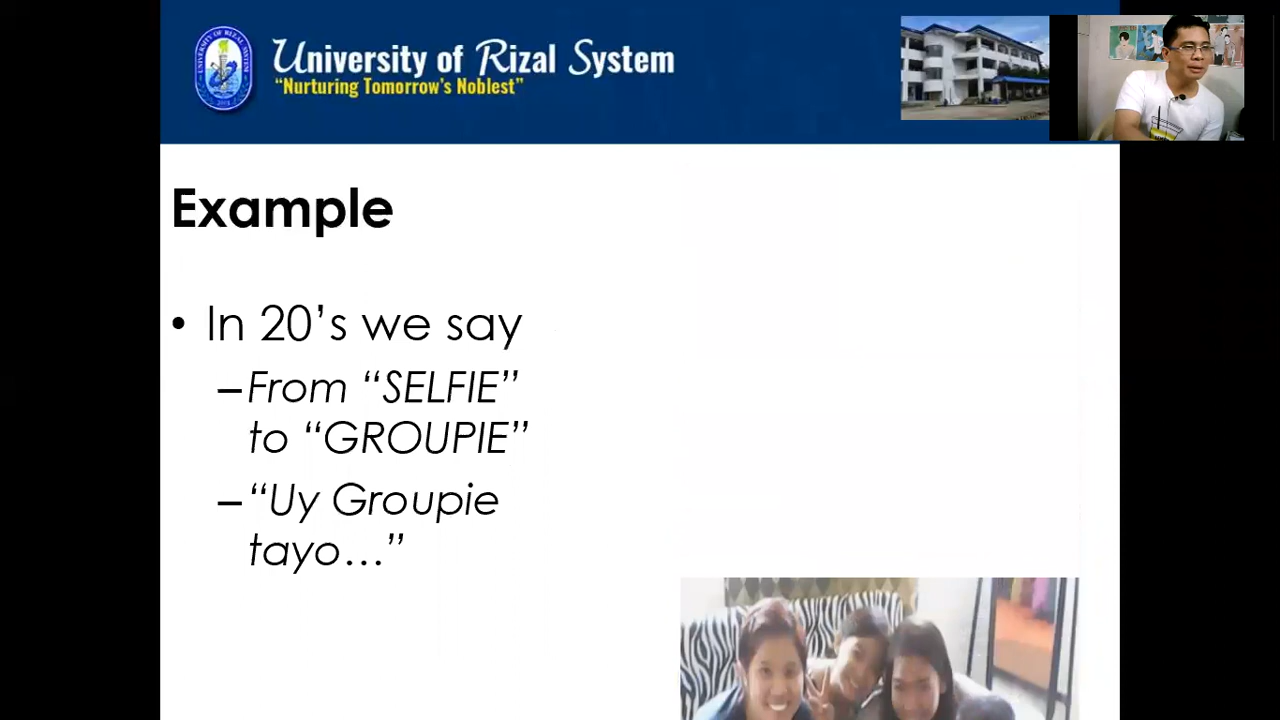 University of Rizal System
“Nurturing Tomorrow’s Noblest”
Example
• In 20’s we say
–From “SELFIE”
to “GROUPIE”
–“Uy Groupie
tayo…”